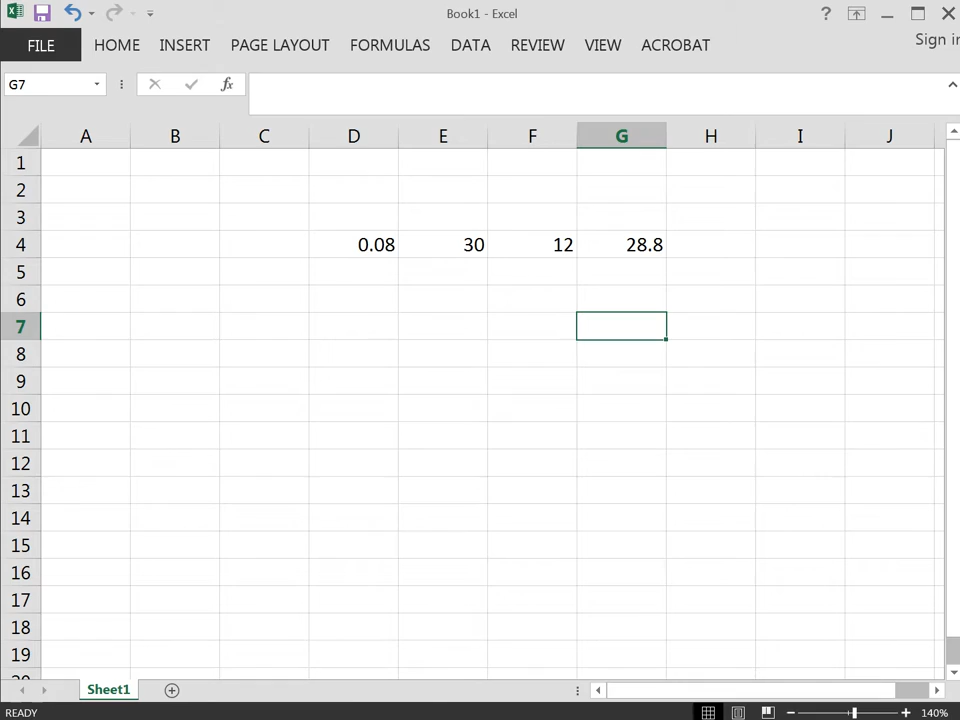 Book1 - Excel
FILE HOME INSERT PAGE LAYOUT FORMULAS DATA REVIEW VIEW ACROBAT Sign in
G7 fx
A B C D E F G H I J
1
2
3
4 0.08 30 12 28.8
5
6
7
8
9
10
11
12
13
14
15
16
17
18
19
Sheet1
READY 140%